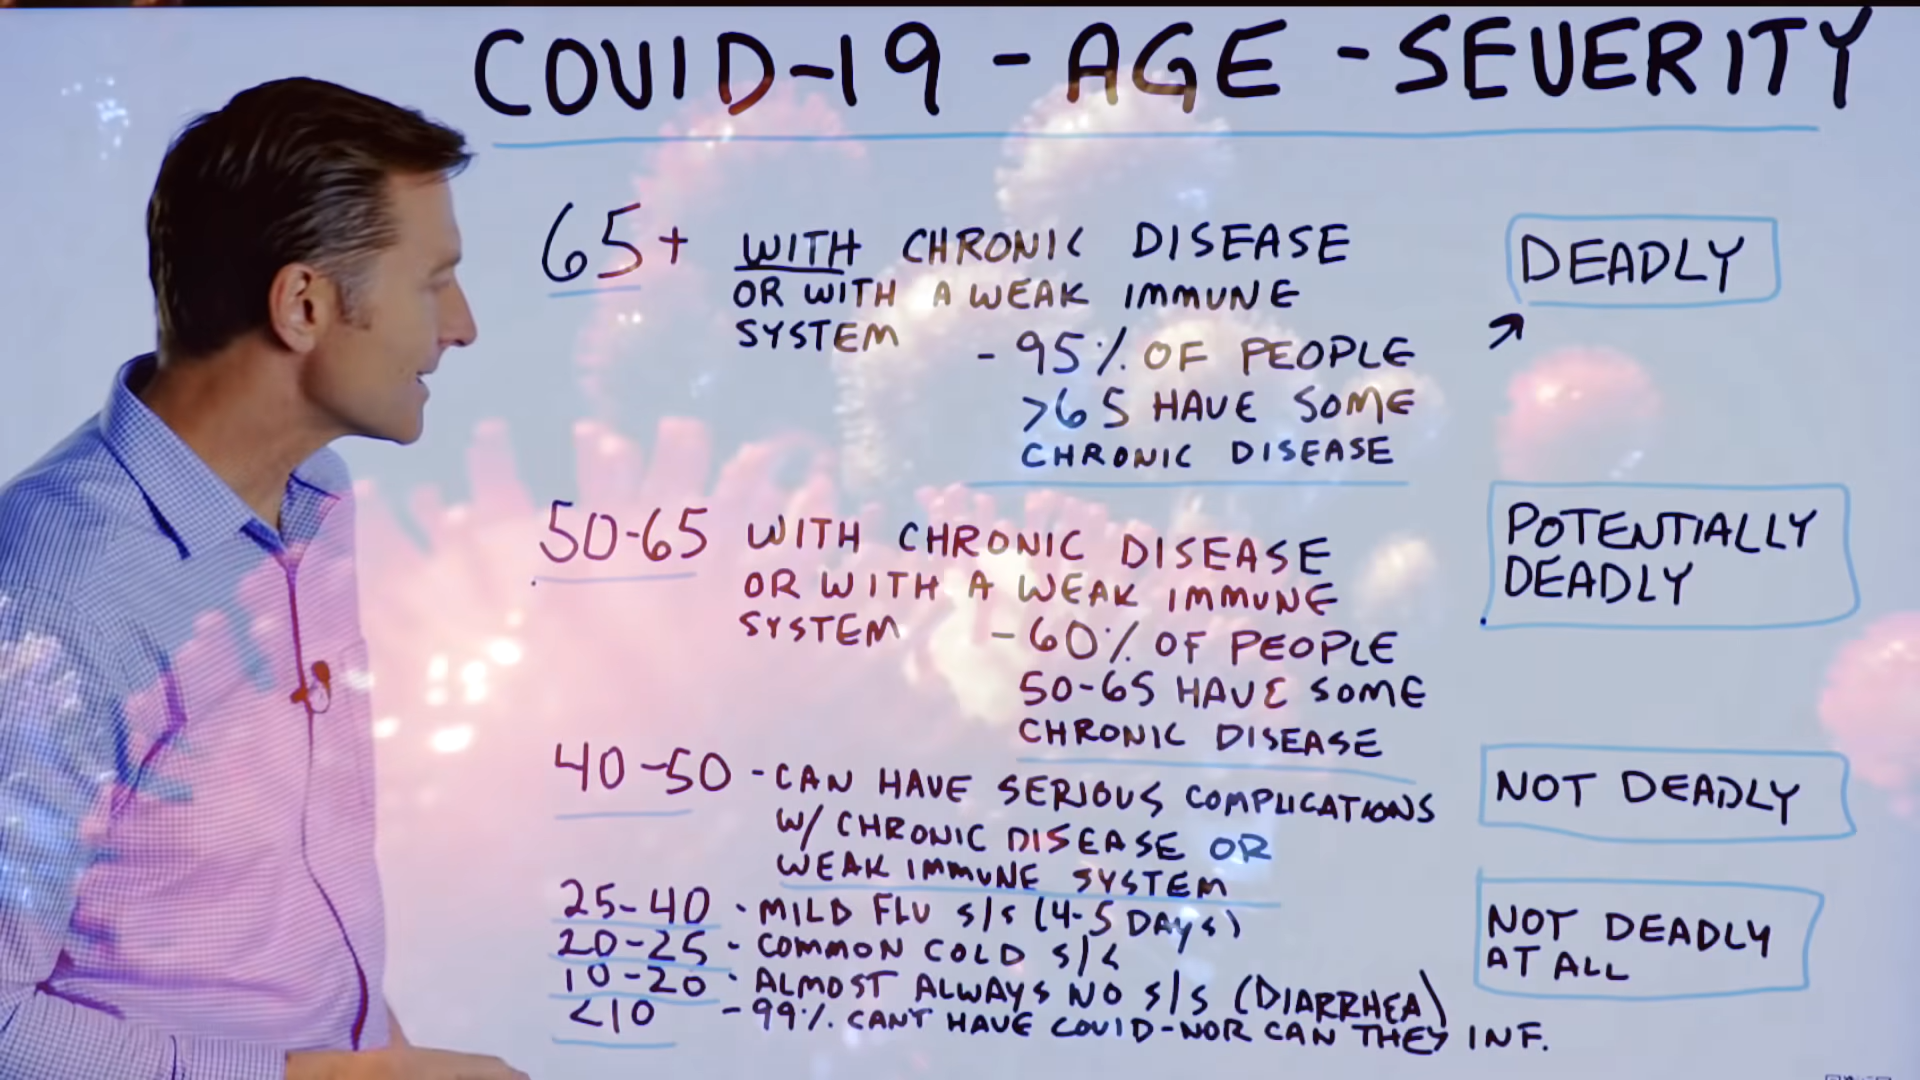 COVID-19 - AGE - SEVERITY
65+ WITH CHRONIC DISEASE
OR WITH A WEAK IMMUNE
SYSTEM - 95% OF PEOPLE
>65 HAVE SOME
CHRONIC DISEASE
DEADLY
50-65 WITH CHRONIC DISEASE
OR WITH A WEAK IMMUNE
SYSTEM - 60% OF PEOPLE
50-65 HAVE SOME
CHRONIC DISEASE
POTENTIALLY
DEADLY
40-50 - CAN HAVE SERIOUS COMPLICATIONS
W/ CHRONIC DISEASE OR
WEAK IMMUNE SYSTEM
NOT DEADLY
25-40 - MILD FLU S/S (4-5 DAYS)
20-25 - COMMON COLD S/S
10-20 - ALMOST ALWAYS NO S/S (DIARRHEA)
<10 - 99% CANT HAVE COVID-NOR CAN THEY INF.
NOT DEADLY
AT ALL